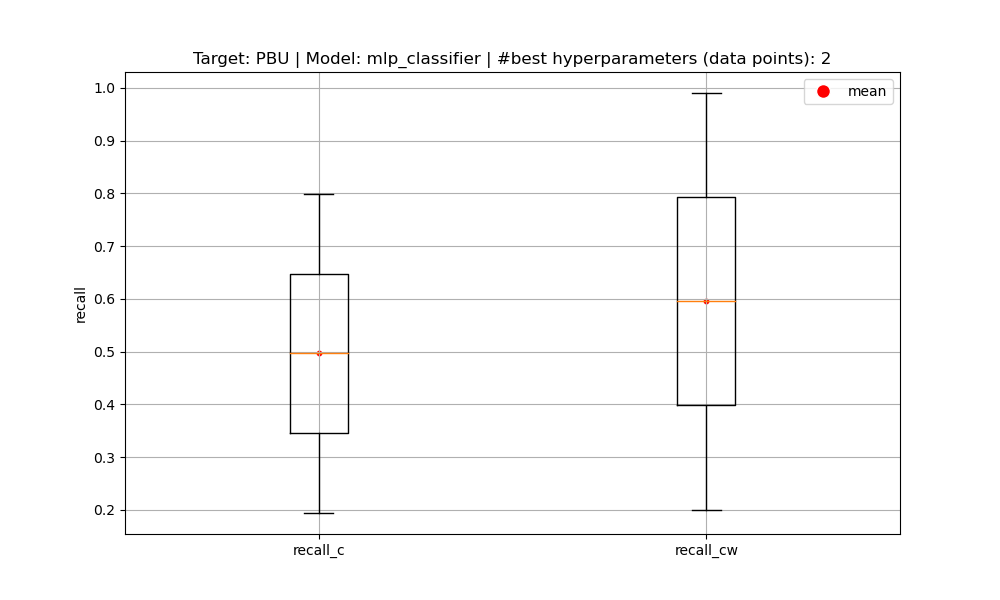 Target: PBU | Model: mlp_classifier | #best hyperparameters (data points): 2
mean
1.0
0.9
0.8
0.7
0.6
0.5
0.4
0.3
0.2
recall
recall_c
recall_cw